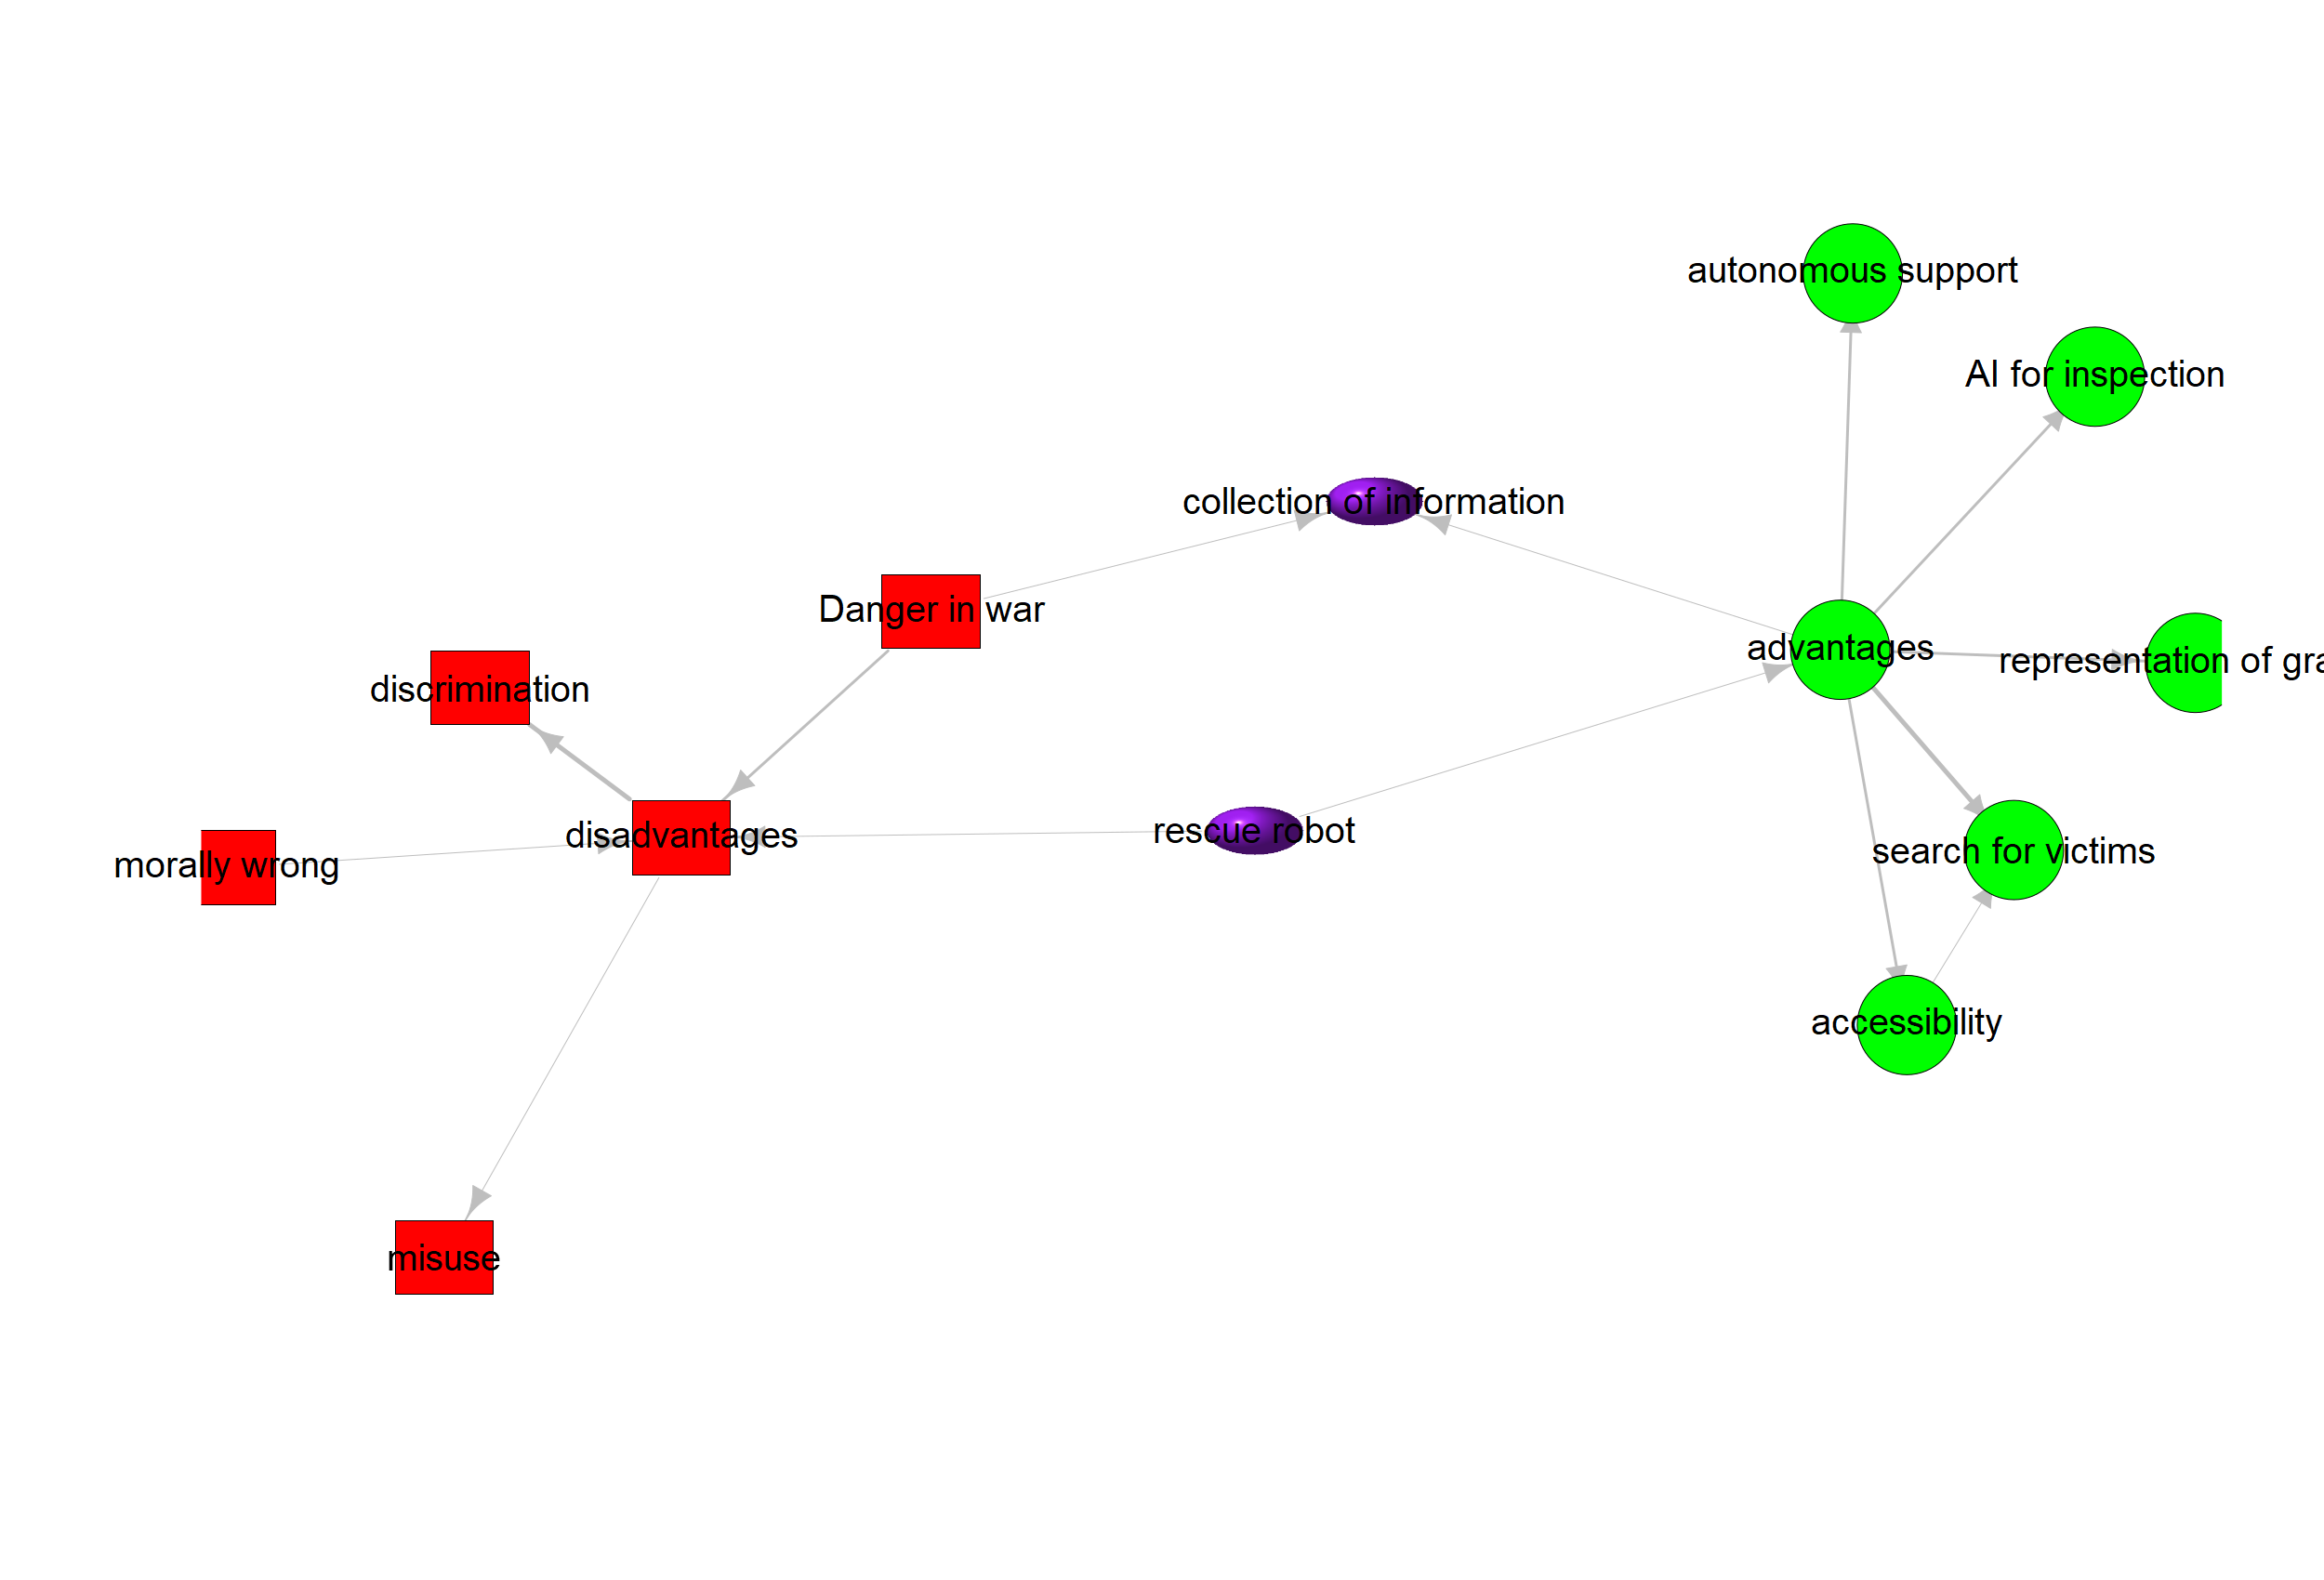 autonomous support
AI for inspection
collection of information
Danger in war
advantages
representation of gra
discrimination
disadvantages
rescue robot
search for victims
morally wrong
accessibility
misuse